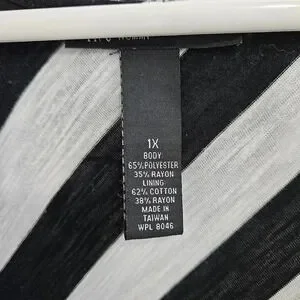 1X
BODY
65% POLYESTER
35% RAYON
LINING:
62% COTTON
38% RAYON
MADE IN
TAIWAN
WPL 8046